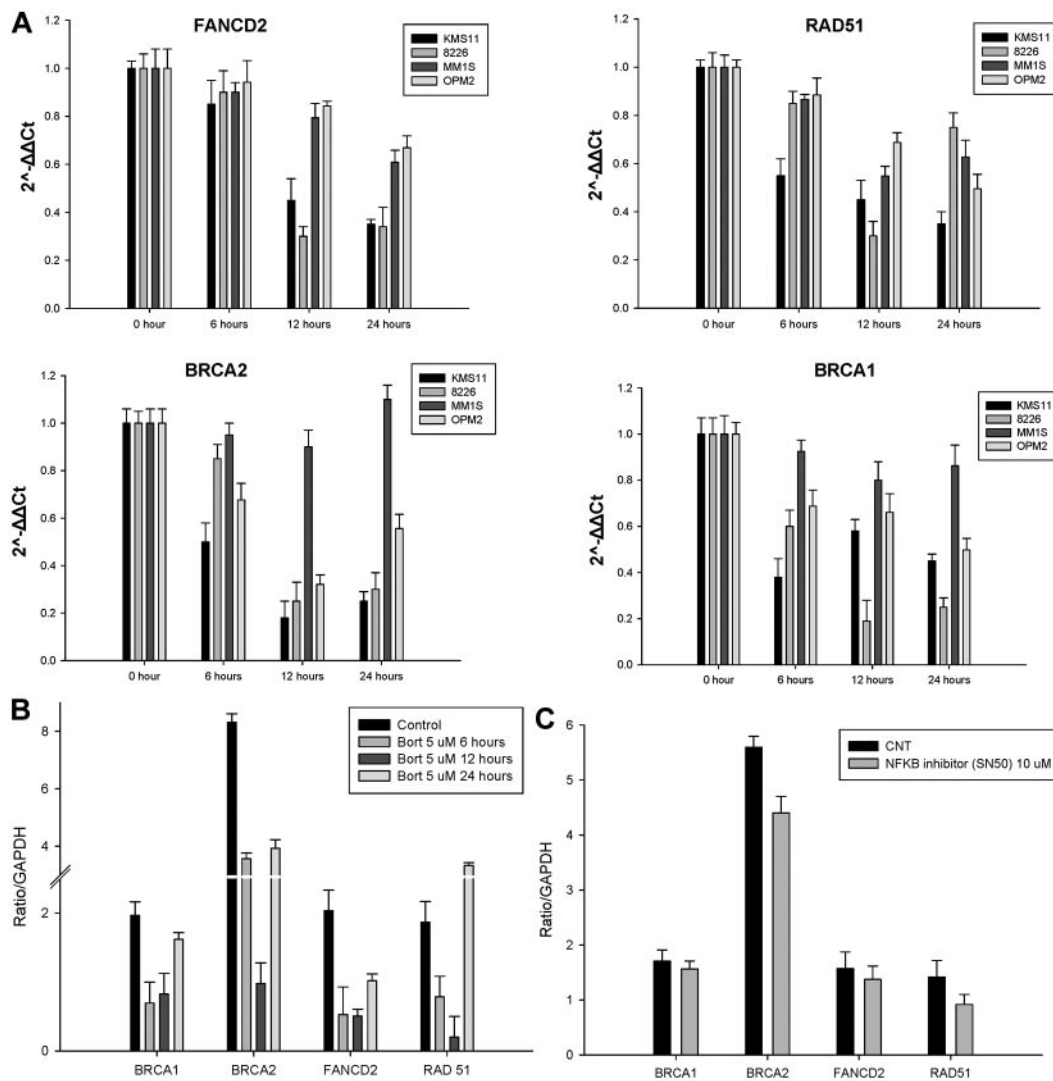 A
FANCD2
KMS11
8226
MM1S
OPM2
2^-ΔΔCt
1.2
1.0
0.8
0.6
0.4
0.2
0.0
0 hour
6 hours
12 hours
24 hours
RAD51
KMS11
8226
MM1S
OPM2
2^-ΔΔCt
1.2
1.0
0.8
0.6
0.4
0.2
0.0
0 hour
6 hours
12 hours
24 hours
BRCA2
KMS11
8226
MM1S
OPM2
2^-ΔΔCt
1.2
1.0
0.8
0.6
0.4
0.2
0.0
0 hour
6 hours
12 hours
24 hours
BRCA1
KMS11
8226
MM1S
OPM2
2^-ΔΔCt
1.2
1.0
0.8
0.6
0.4
0.2
0.0
0 hour
6 hours
12 hours
24 hours
B
Control
Bort 5 uM 6 hours
Bort 5 uM 12 hours
Bort 5 uM 24 hours
Ratio/GAPDH
8
6
4
2
0
BRCA1
BRCA2
FANCD2
RAD 51
C
CNT
NFKB inhibitor (SN50) 10 uM
Ratio/GAPDH
6
5
4
3
2
1
0
BRCA1
BRCA2
FANCD2
RAD51